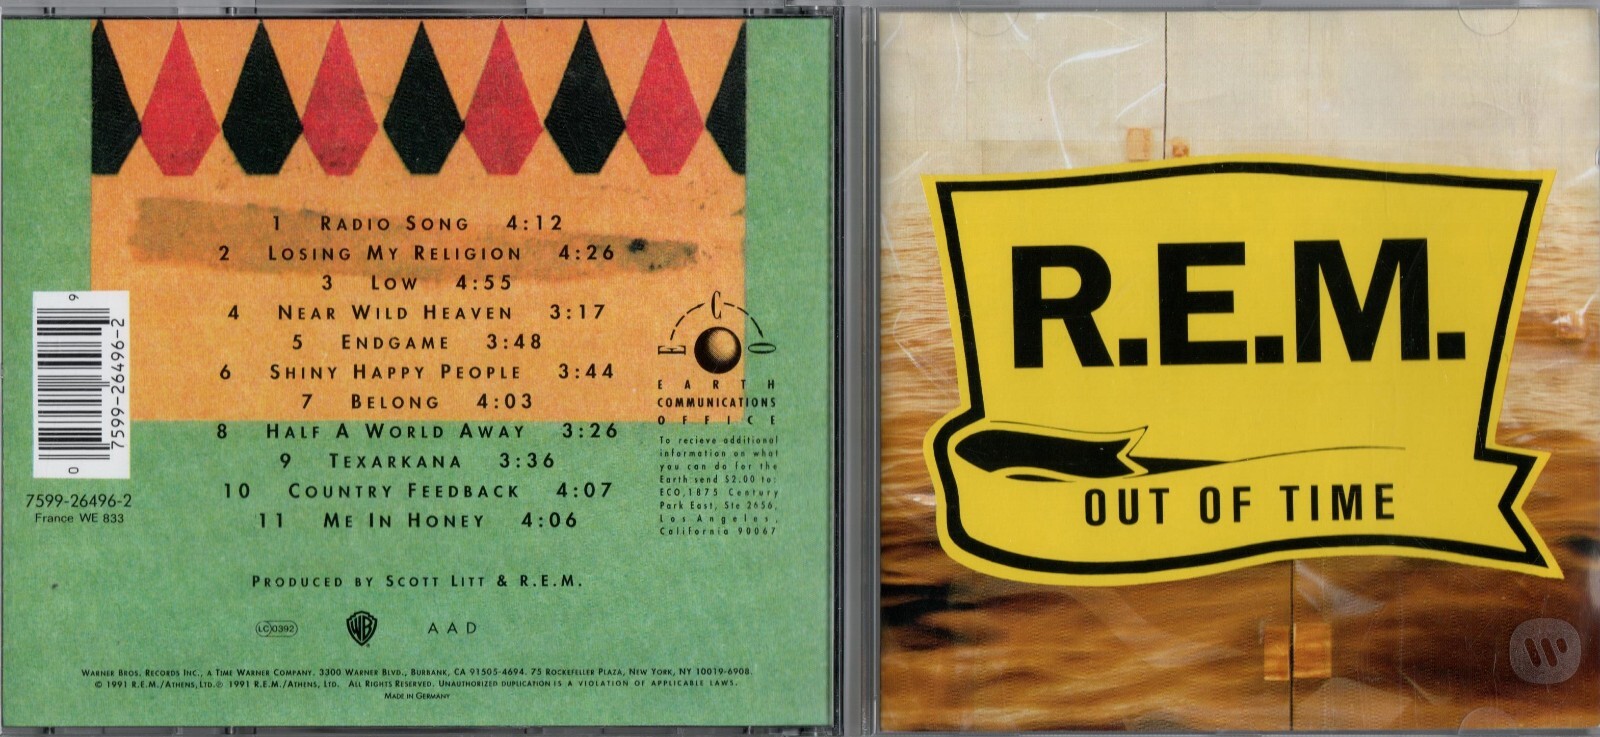 1 RADIO SONG 4:12
2 LOSING MY RELIGION 4:26
3 LOW 4:55
4 NEAR WILD HEAVEN 3:17
5 ENDGAME 3:48
6 SHINY HAPPY PEOPLE 3:44
7 BELONG 4:03
8 HALF A WORLD AWAY 3:26
9 TEXARKANA 3:36
10 COUNTRY FEEDBACK 4:07
11 ME IN HONEY 4:06
PRODUCED BY SCOTT LITT & R.E.M.
LC 0392
WB
AAD
WARNER BROS. RECORDS INC., A TIME WARNER COMPANY. 3300 WARNER BLVD., BURBANK, CA 91505-4694. 75 ROCKEFELLER PLAZA, NEW YORK, NY 10019-6908.
© 1991 R.E.M./ATHENS, LTD. ℗ 1991 R.E.M./ATHENS, LTD. ALL RIGHTS RESERVED. UNAUTHORIZED DUPLICATION IS A VIOLATION OF APPLICABLE LAWS.
MADE IN GERMANY
9
7599-26496-2
0
7599-26496-2
France WE 833
E C O
EARTH
COMMUNICATIONS
OFFICE
To recieve additional
information on what
you can do for the
Earth send $2.00 to:
ECO, 1875 Century
Park East, Ste 2656,
Los Angeles,
California 90067
R.E.M.
OUT OF TIME